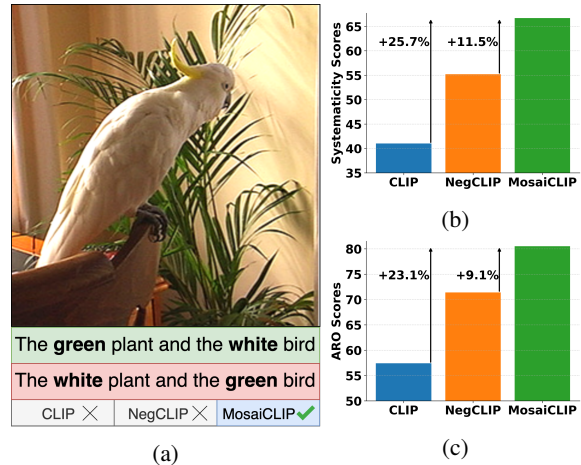 The green plant and the white bird
The white plant and the green bird
CLIP ✕ NegCLIP ✕ MosaiCLIP ✔
(a)
Systematicity Scores
65
60
55
50
45
40
35
+25.7% +11.5%
CLIP NegCLIP MosaiCLIP
(b)
ARO Scores
80
75
70
65
60
55
50
+23.1% +9.1%
CLIP NegCLIP MosaiCLIP
(c)